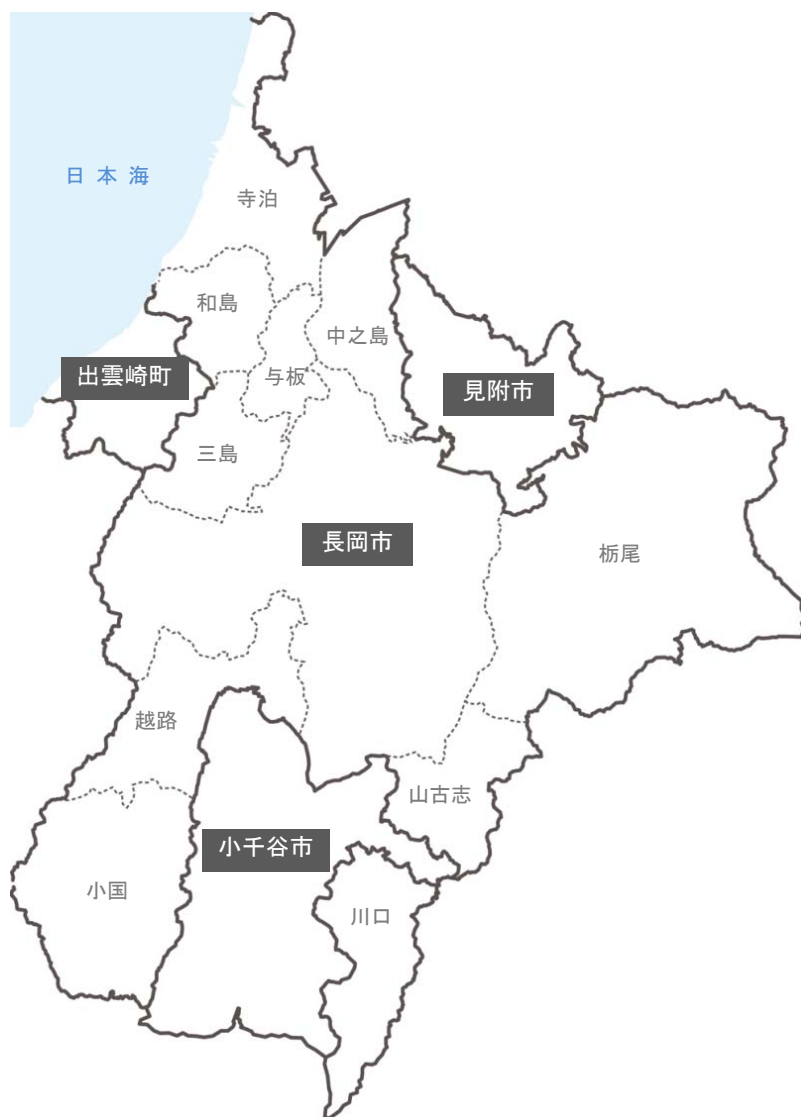 日本海
寺泊
和島
中之島
与板
出雲崎町
見附市
三島
長岡市
栃尾
越路
山古志
小千谷市
小国
川口